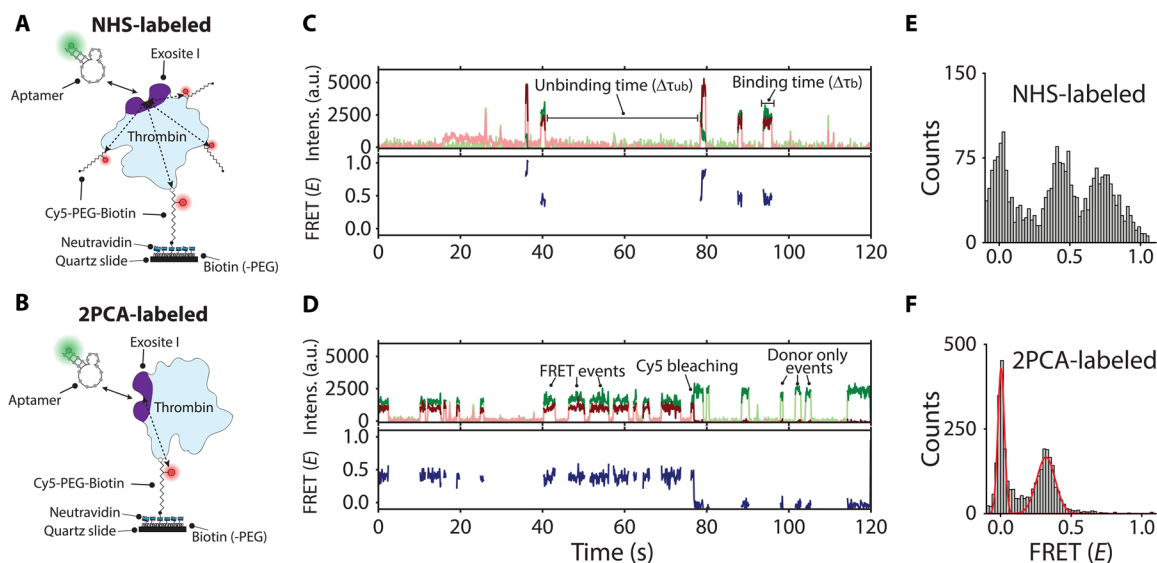 A
NHS-labeled
Exosite I
Aptamer
Thrombin
Cy5-PEG-Biotin
Neutravidin
Quartz slide
Biotin (-PEG)
B
2PCA-labeled
Exosite I
Aptamer
Thrombin
Cy5-PEG-Biotin
Neutravidin
Quartz slide
Biotin (-PEG)
C
Intens. (a.u.)
5000
2500
0
Unbinding time (Δτub)
Binding time (Δτb)
FRET (E)
1.0
0.5
0.0
0 20 40 60 80 100 120
D
Intens. (a.u.)
5000
2500
0
FRET events
Cy5 bleaching
Donor only
events
FRET (E)
1.0
0.5
0.0
0 20 40 60 80 100 120
Time (s)
E
Counts
150
75
0
NHS-labeled
0.0 0.5 1.0
F
Counts
500
250
0
2PCA-labeled
0.0 0.5 1.0
FRET (E)